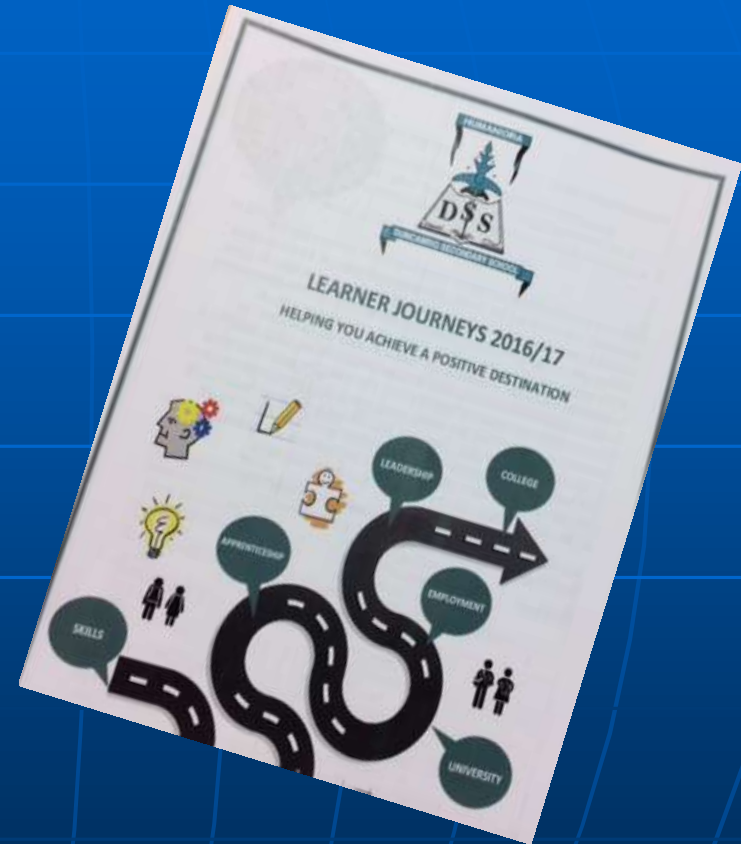 HUMANIORA
DSS
DUNCANRIG SECONDARY SCHOOL
LEARNER JOURNEYS 2016/17
HELPING YOU ACHIEVE A POSITIVE DESTINATION
LEADERSHIP
COLLEGE
APPRENTICESHIP
EMPLOYMENT
SKILLS
UNIVERSITY